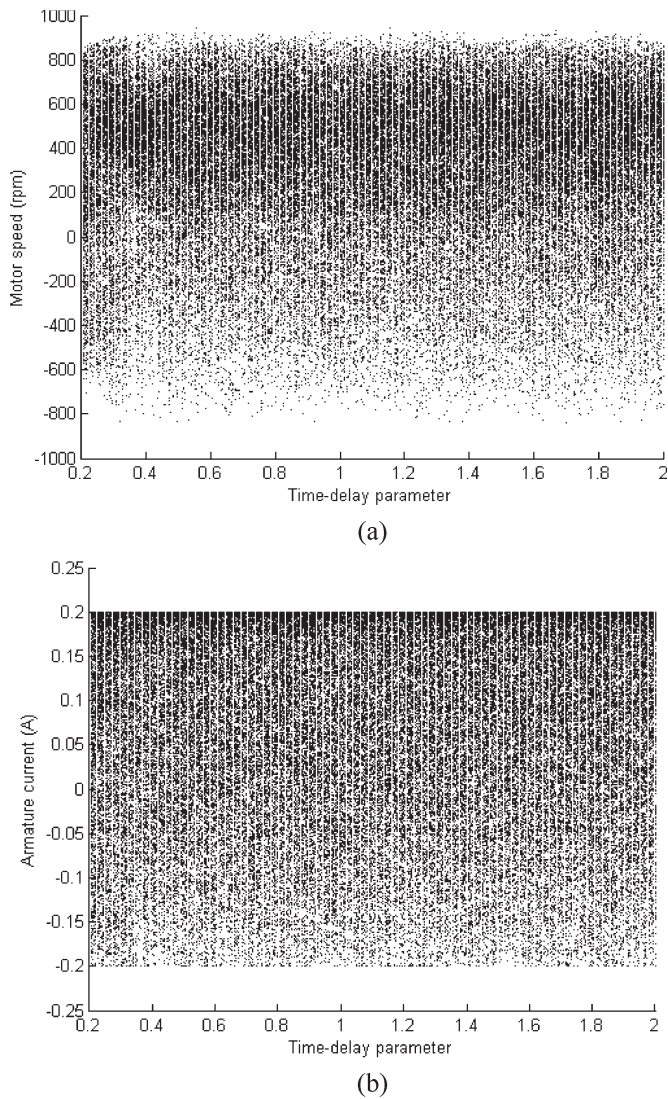 1000
800
600
400
200
0
-200
-400
-600
-800
-1000
Motor speed (rpm)
0.2 0.4 0.6 0.8 1 1.2 1.4 1.6 1.8 2
Time-delay parameter
(a)
0.25
0.2
0.15
0.1
0.05
0
-0.05
-0.1
-0.15
-0.2
-0.25
Armature current (A)
0.2 0.4 0.6 0.8 1 1.2 1.4 1.6 1.8 2
Time-delay parameter
(b)